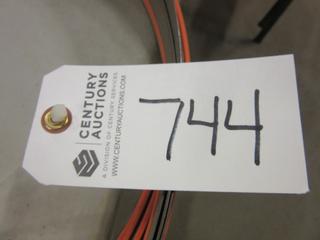 CENTURY
AUCTIONS
A DIVISION OF CENTURY SERVICES
WWW.CENTURYAUCTIONS.COM
744